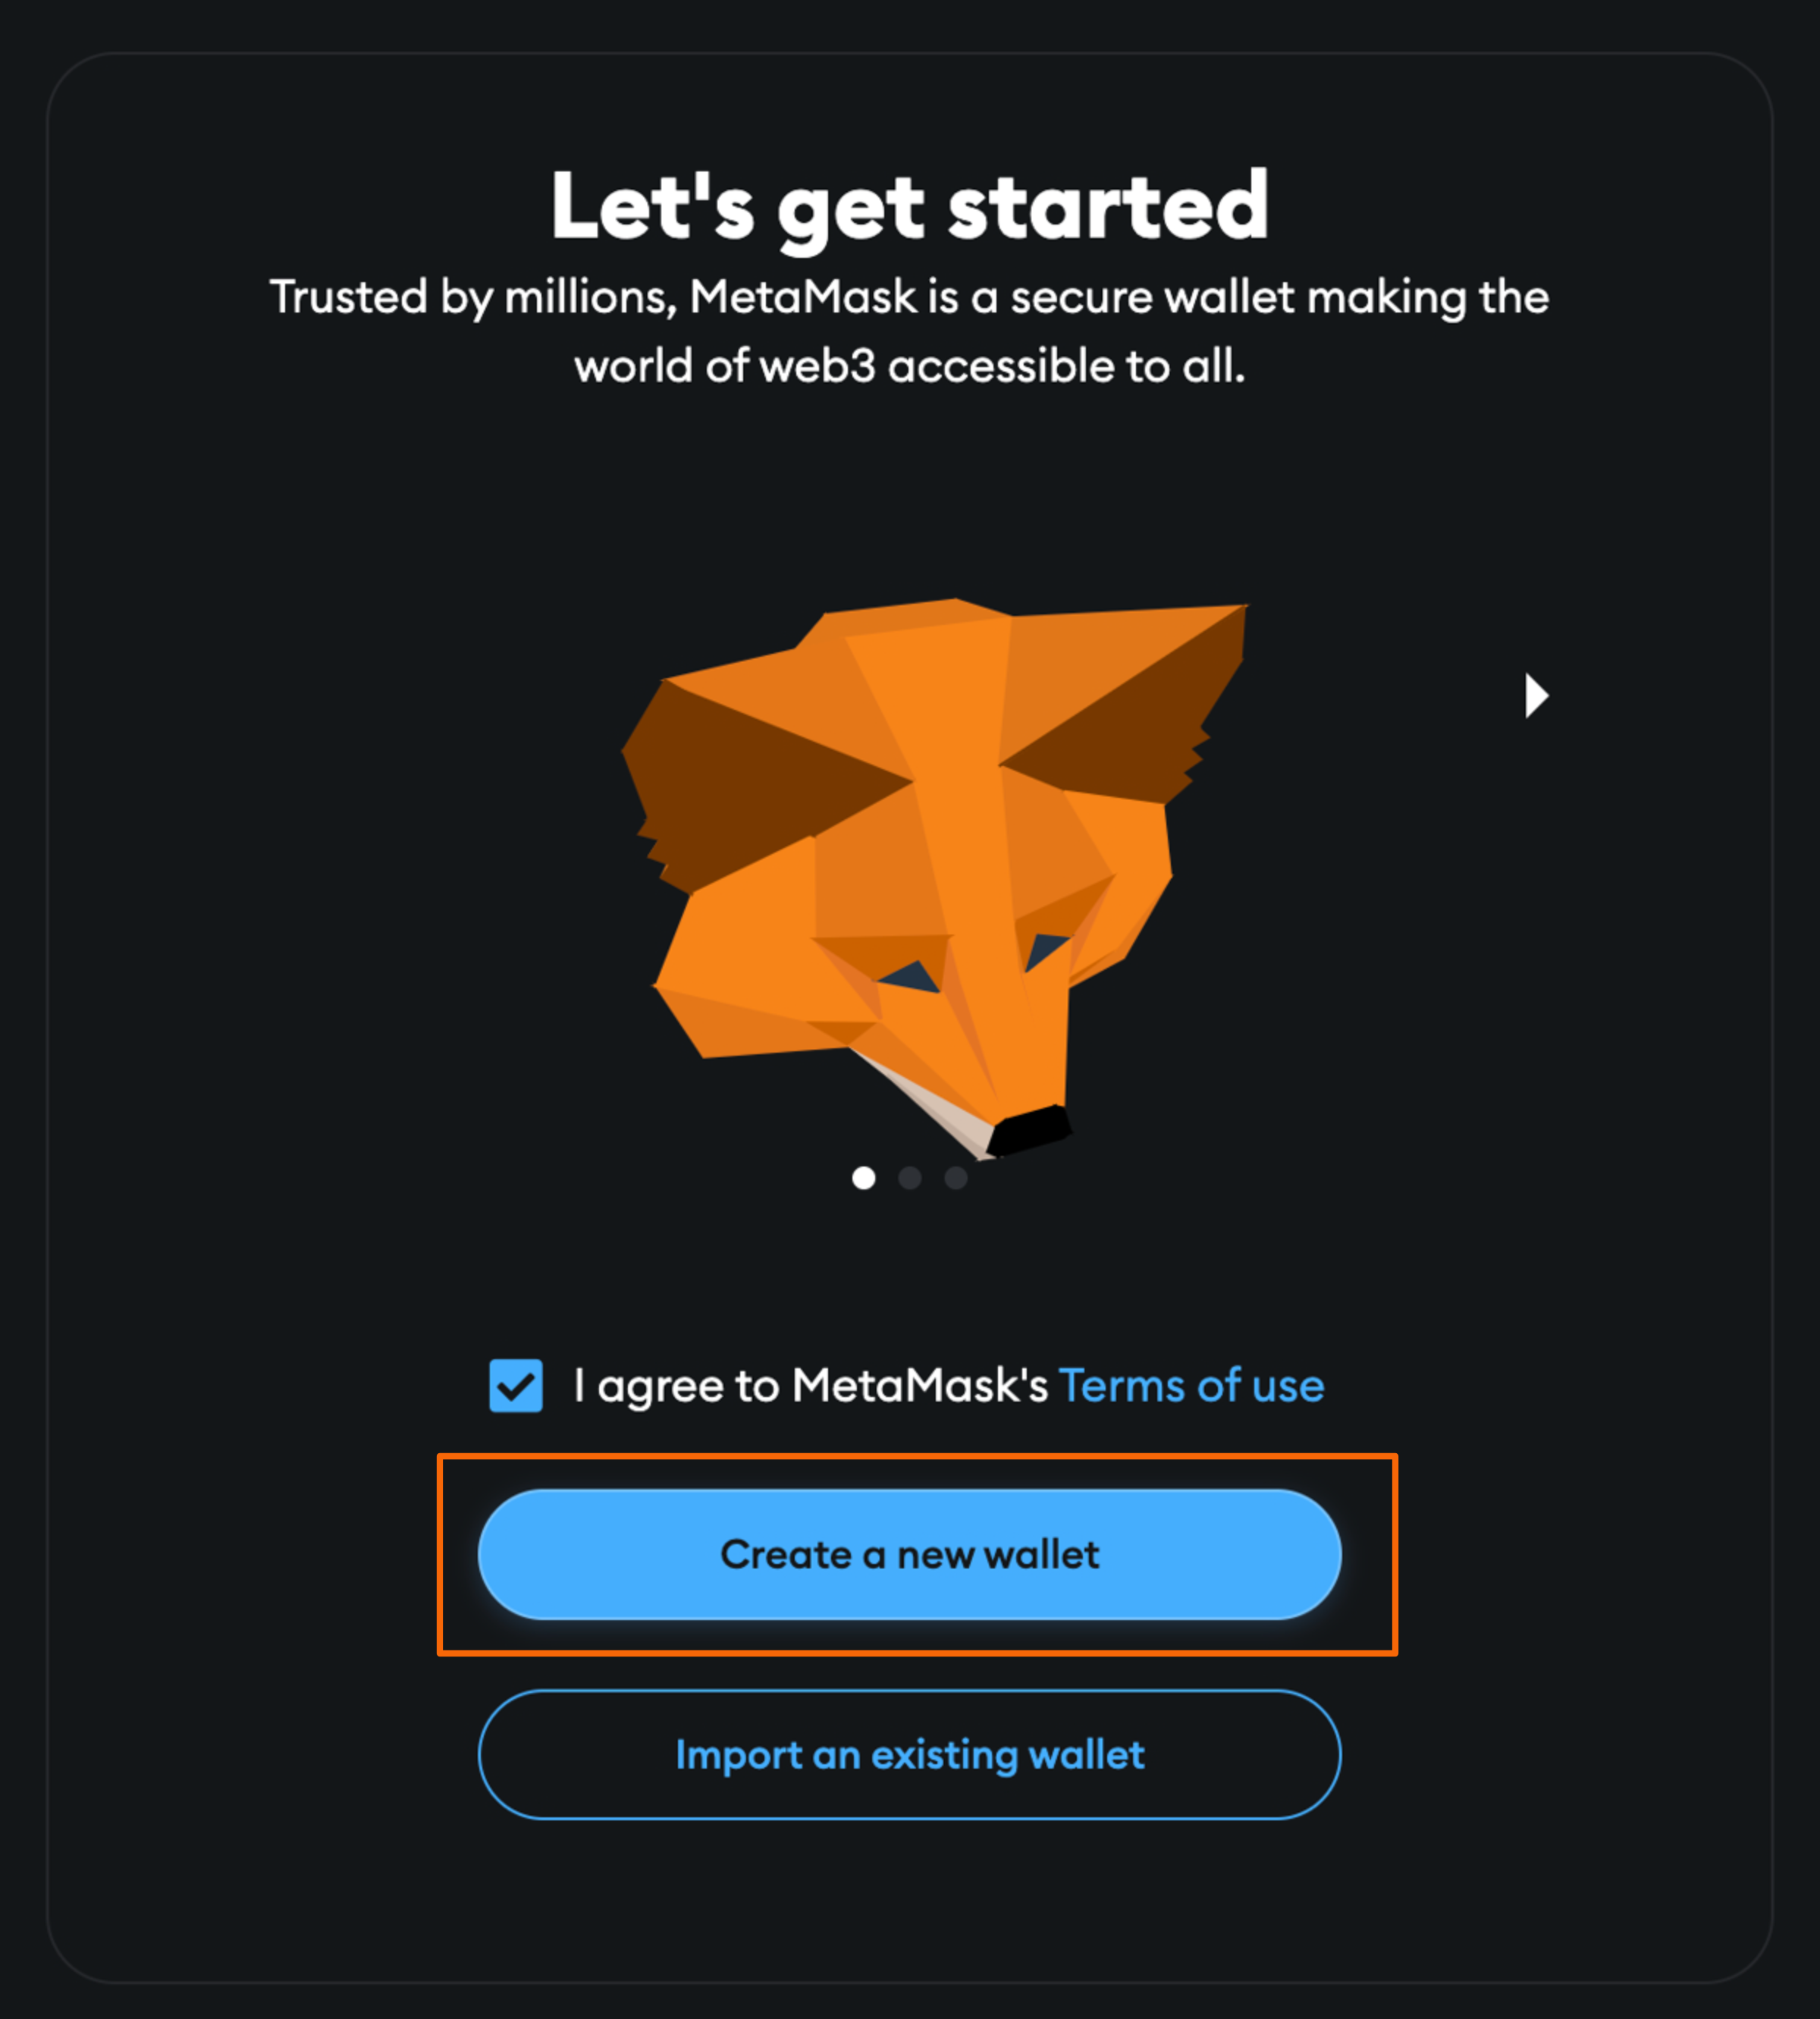 Let's get started
Trusted by millions, MetaMask is a secure wallet making the
world of web3 accessible to all.
I agree to MetaMask's Terms of use
Create a new wallet
Import an existing wallet